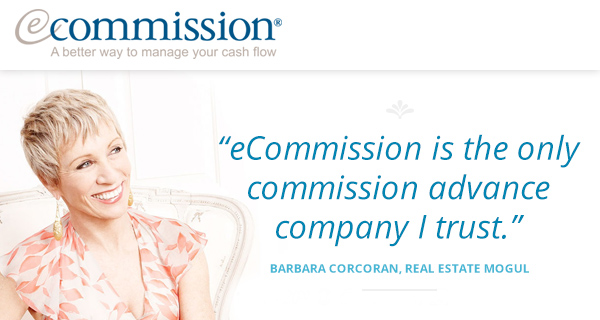 ecommission®
A better way to manage your cash flow
“eCommission is the only
commission advance
company I trust.”
BARBARA CORCORAN, REAL ESTATE MOGUL